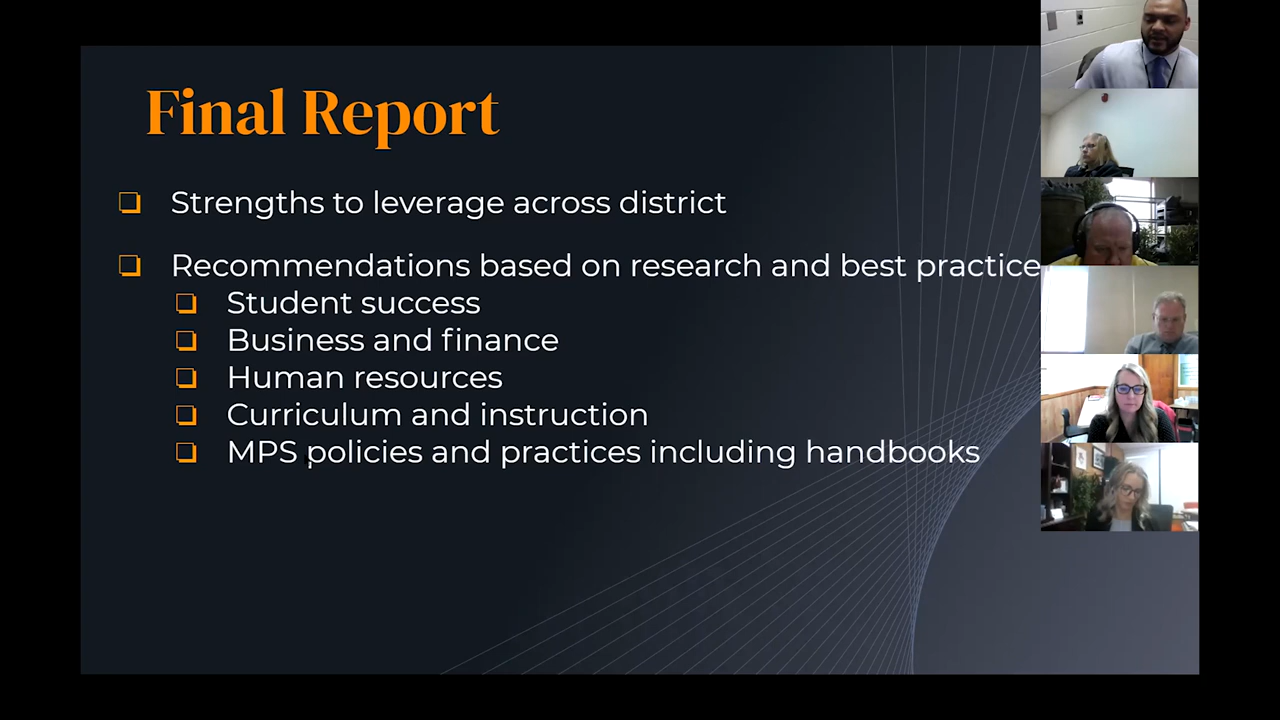 Final Report
❏ Strengths to leverage across district
❏ Recommendations based on research and best practice
❏ Student success
❏ Business and finance
❏ Human resources
❏ Curriculum and instruction
❏ MPS policies and practices including handbooks